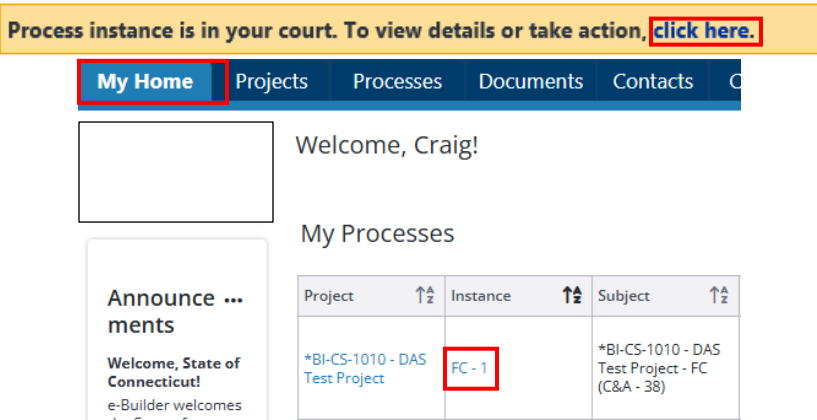 Process instance is in your court. To view details or take action, click here.
My Home Projects Processes Documents Contacts
Welcome, Craig!
My Processes
Announce ...
ments
Welcome, State of
Connecticut!
e-Builder welcomes
Project Instance Subject
*BI-CS-1010 - DAS
Test Project
FC - 1
*BI-CS-1010 - DAS
Test Project - FC
(C&A - 38)